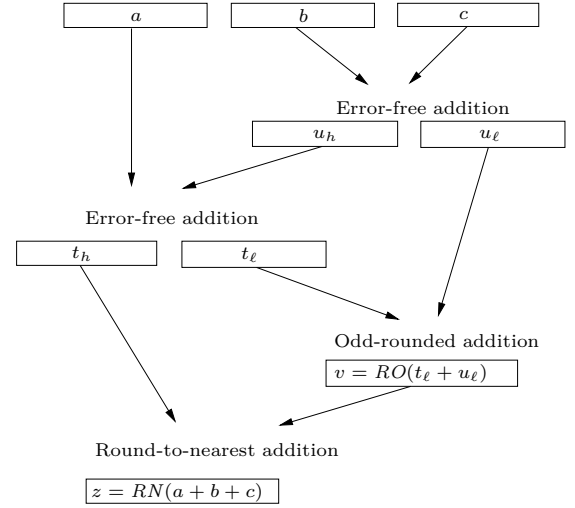 a b c
Error-free addition
u_h u_ℓ
Error-free addition
t_h t_ℓ
Odd-rounded addition
v = RO(t_ℓ + u_ℓ)
Round-to-nearest addition
z = RN(a + b + c)